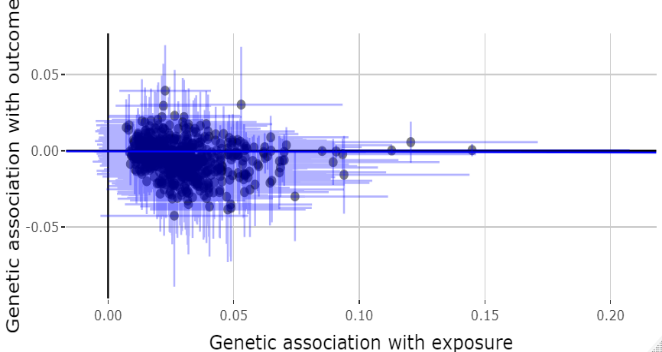 Genetic association with outcome
0.05
0.00
-0.05
0.00 0.05 0.10 0.15 0.20
Genetic association with exposure